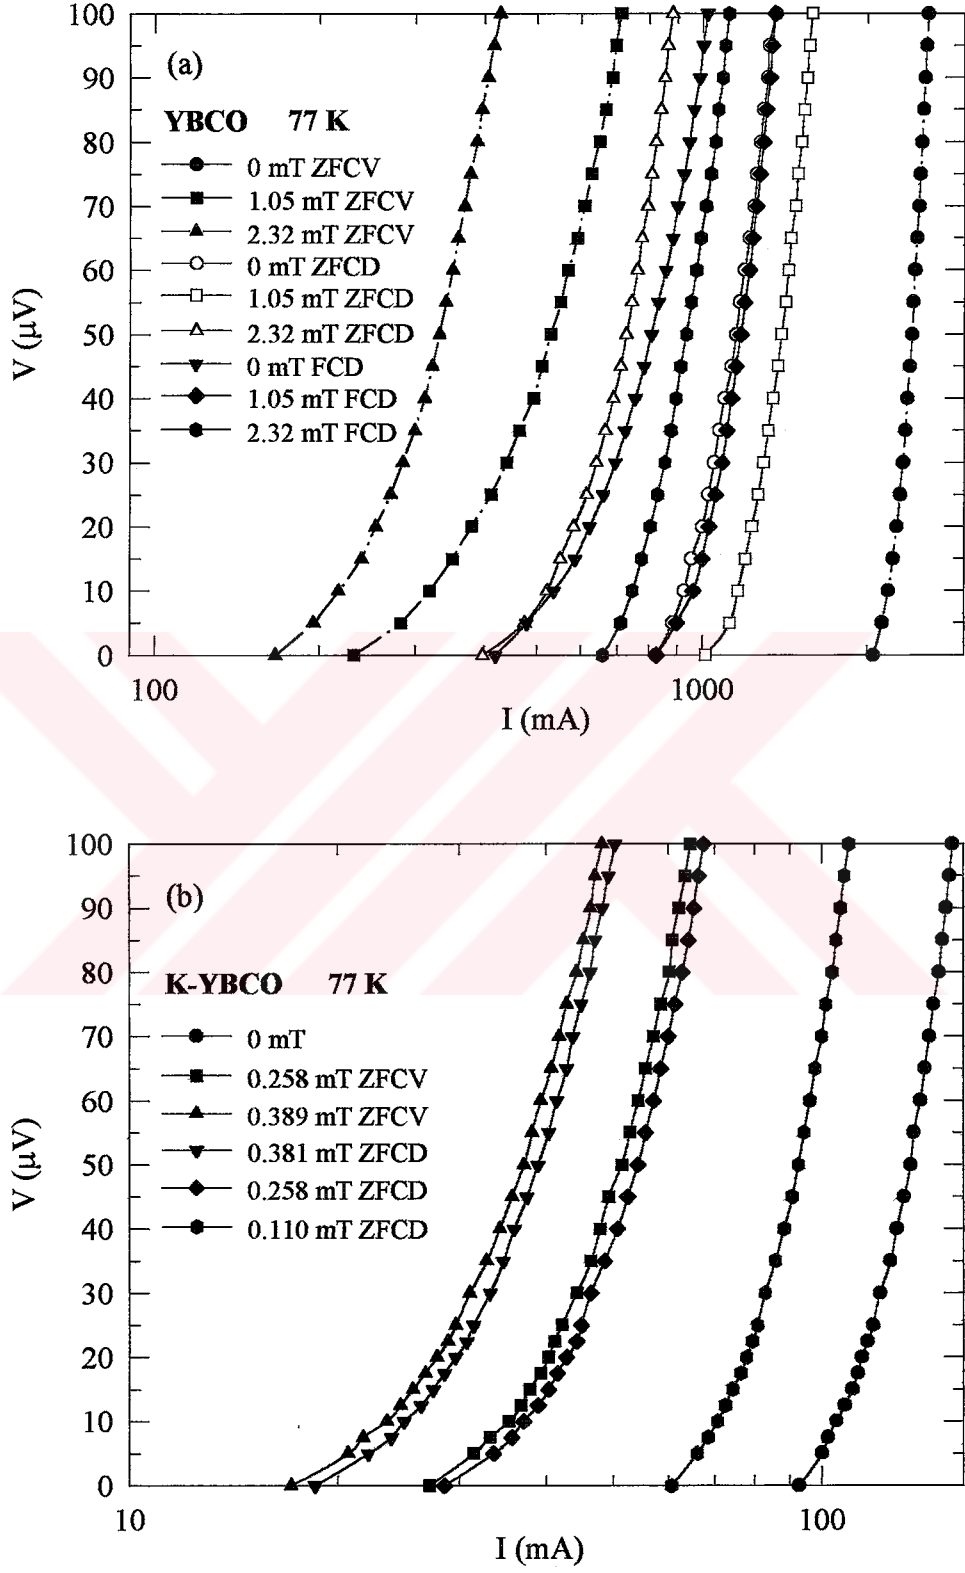 100
90
80
70
60
50
40
30
20
10
0
V (μV)
(a)
YBCO 77 K
0 mT ZFCV
1.05 mT ZFCV
2.32 mT ZFCV
0 mT ZFCD
1.05 mT ZFCD
2.32 mT ZFCD
0 mT FCD
1.05 mT FCD
2.32 mT FCD
100 1000
I (mA)
100
90
80
70
60
50
40
30
20
10
0
V (μV)
(b)
K-YBCO 77 K
0 mT
0.258 mT ZFCV
0.389 mT ZFCV
0.381 mT ZFCD
0.258 mT ZFCD
0.110 mT ZFCD
10 100
I (mA)